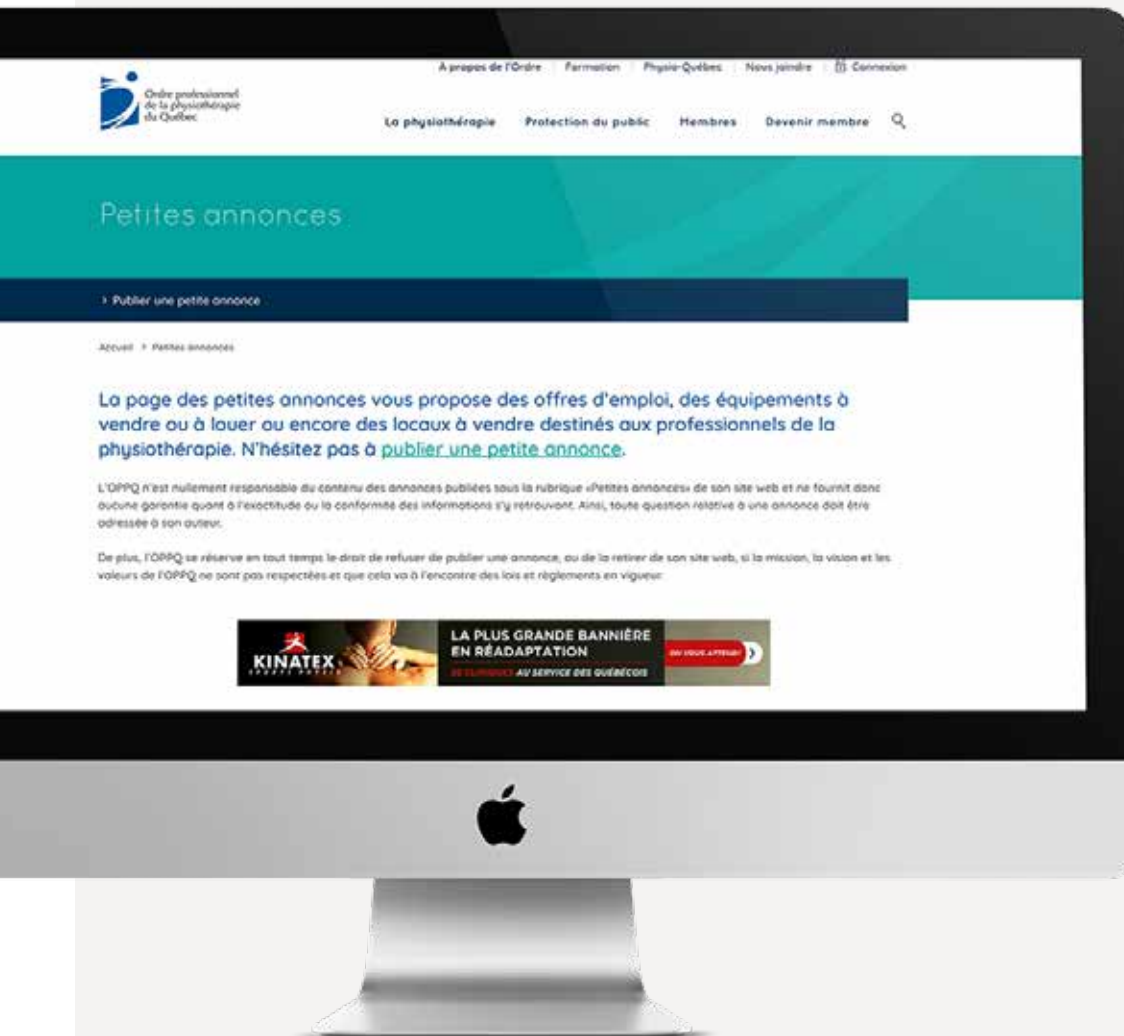 À propos de l'Ordre Formation Physio-Québec Nous joindre Connexion
Ordre professionnel
de la physiothérapie
du Québec
La physiothérapie Protection du public Membres Devenir membre
Petites annonces
› Publier une petite annonce
Accueil > Petites annonces
La page des petites annonces vous propose des offres d'emploi, des équipements à
vendre ou à louer ou encore des locaux à vendre destinés aux professionnels de la
physiothérapie. N'hésitez pas à publier une petite annonce.
L'OPPQ n'est nullement responsable du contenu des annonces publiées sous la rubrique «Petites annonces» de son site web et ne fournit donc
aucune garantie quant à l'exactitude ou la conformité des informations s'y retrouvant. Ainsi, toute question relative à une annonce doit être
adressée à son auteur.
De plus, l'OPPQ se réserve en tout temps le droit de refuser de publier une annonce, ou de la retirer de son site web, si la mission, la vision et les
valeurs de l'OPPQ ne sont pas respectées et que cela va à l'encontre des lois et règlements en vigueur.
KINATEX
SPORTS PHYSIO
LA PLUS GRANDE BANNIÈRE
EN RÉADAPTATION
CLINIQUES AU SERVICE DES QUÉBÉCOIS